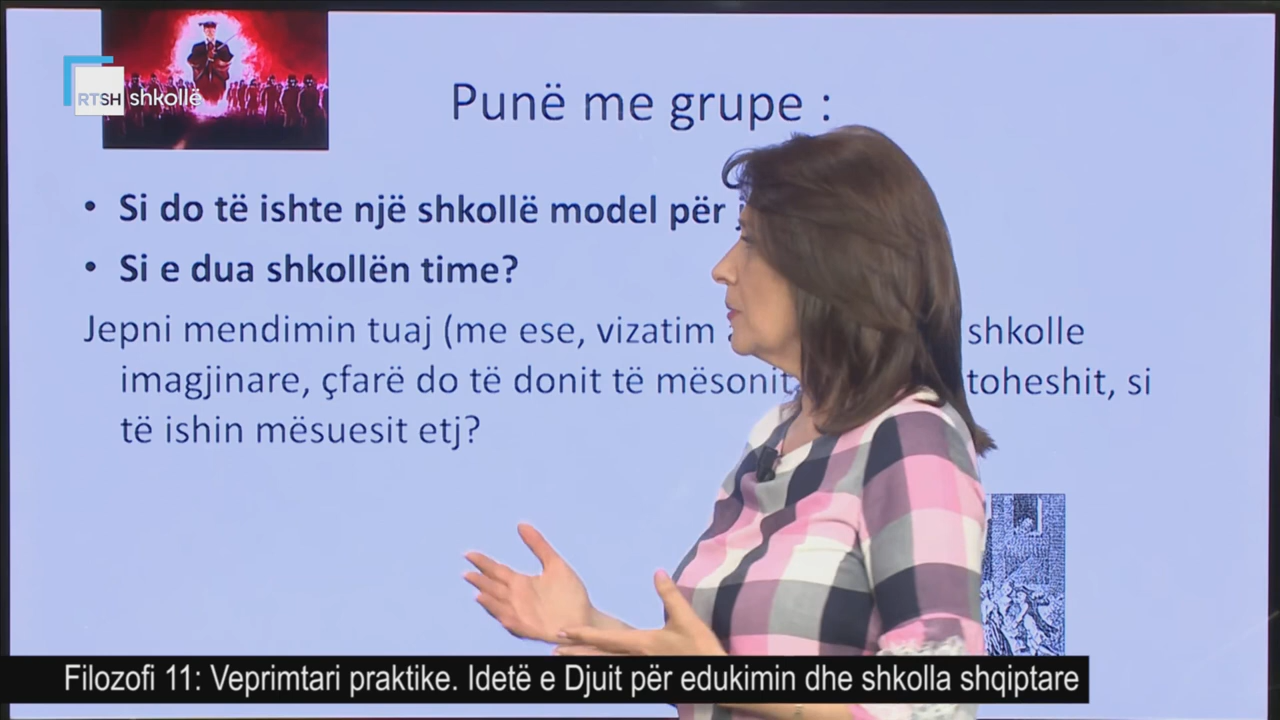 RTSH shkollë
Punë me grupe :
• Si do të ishte një shkollë model për
• Si e dua shkollën time?
Jepni mendimin tuaj (me ese, vizatim shkolle
imagjinare, çfarë do të donit të mësonit, toheshit, si
të ishin mësuesit etj?
Filozofi 11: Veprimtari praktike. Idetë e Djuit për edukimin dhe shkolla shqiptare